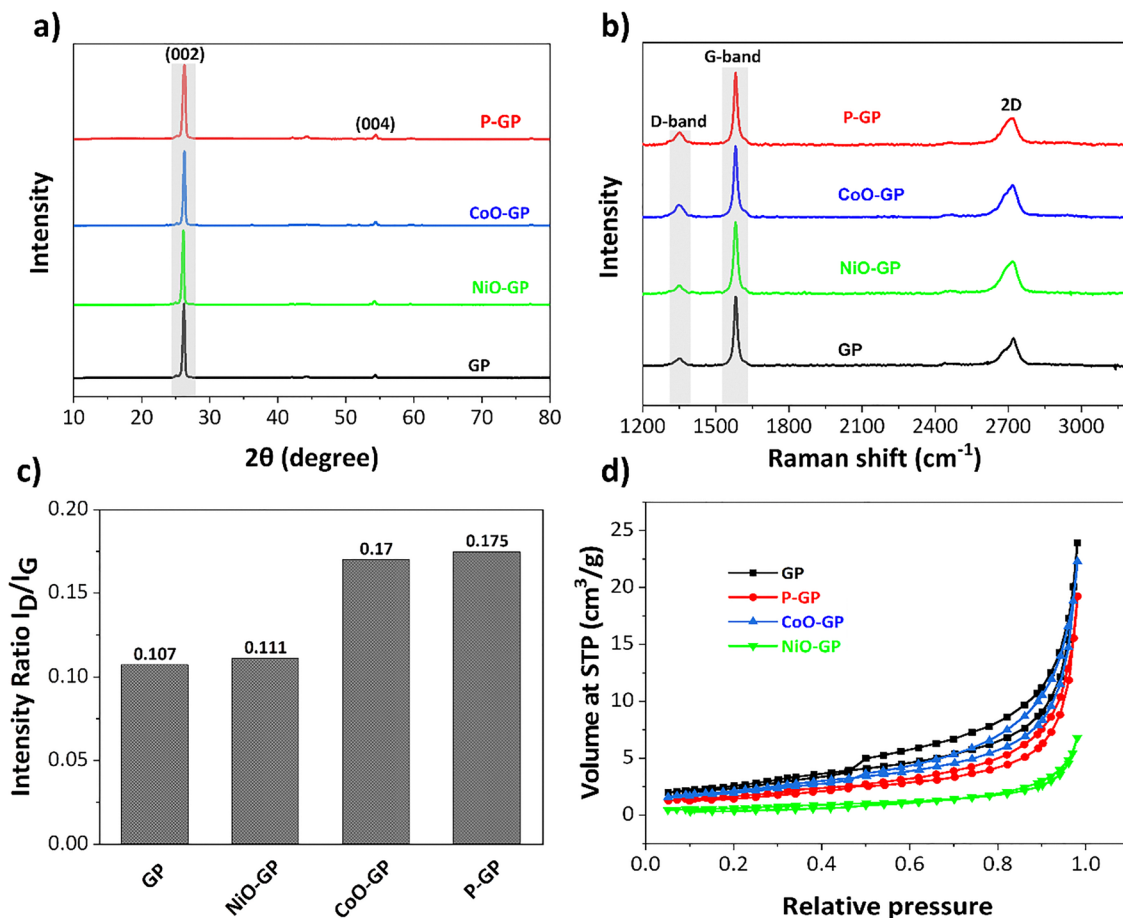 a)
(002)
(004)
P-GP
CoO-GP
NiO-GP
GP
Intensity
10 20 30 40 50 60 70 80
2θ (degree)
b)
G-band
D-band
2D
P-GP
CoO-GP
NiO-GP
GP
Intensity
1200 1500 1800 2100 2400 2700 3000
Raman shift (cm⁻¹)
c)
0.20
0.15
0.10
0.05
0.00
Intensity Ratio I_D/I_G
0.107
0.111
0.17
0.175
GP
NiO-GP
CoO-GP
P-GP
d)
25
20
15
10
5
0
Volume at STP (cm³/g)
GP
P-GP
CoO-GP
NiO-GP
0.0 0.2 0.4 0.6 0.8 1.0
Relative pressure